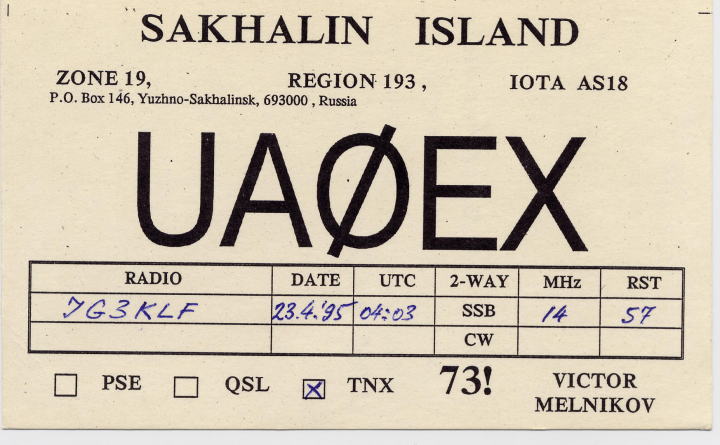 SAKHALIN ISLAND
ZONE 19, REGION 193, IOTA AS18
P.O. Box 146, Yuzhno-Sakhalinsk, 693000, Russia
UAØEX
RADIO DATE UTC 2-WAY MHz RST
JG3KLF 23.4.'95 04:03 SSB 14 57
CW
PSE QSL TNX 73! VICTOR
MELNIKOV